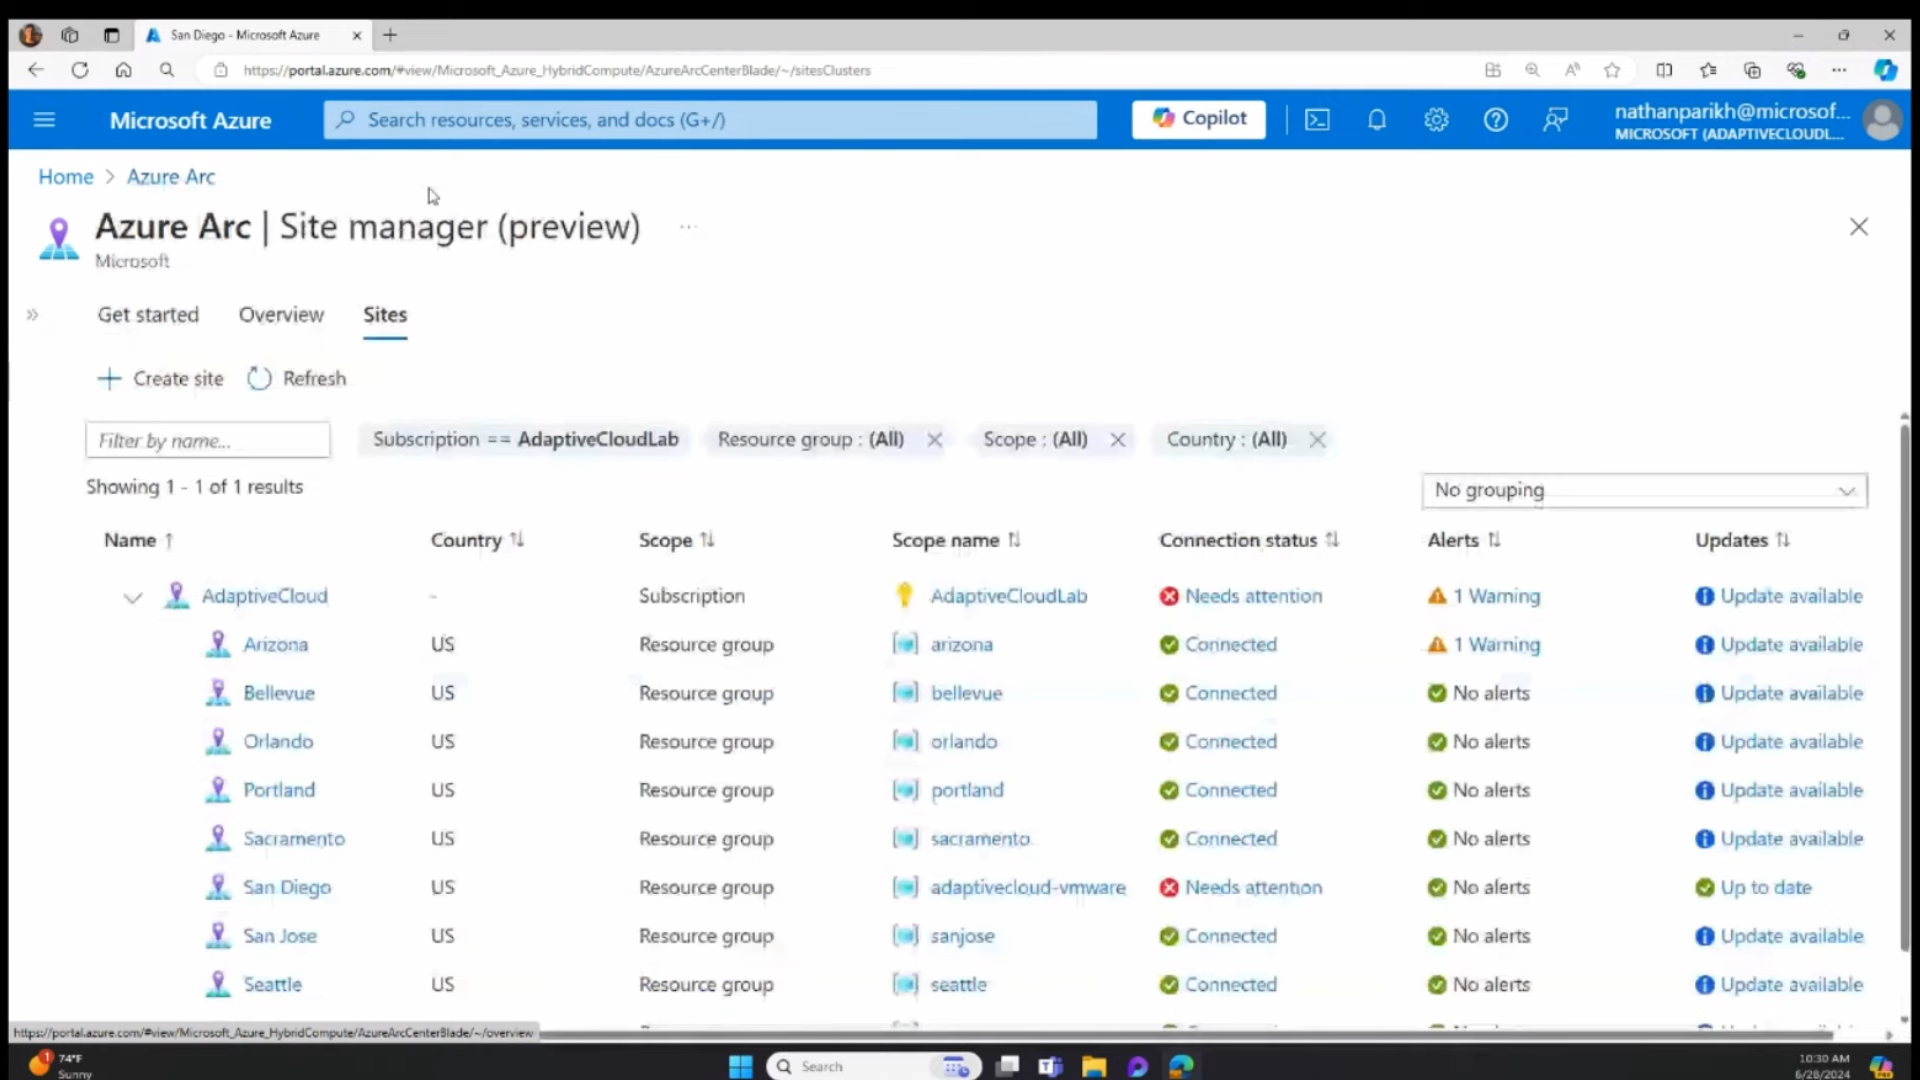 San Diego - Microsoft Azure
https://portal.azure.com/#view/Microsoft_Azure_HybridCompute/AzureArcCenterBlade/~/sitesClusters
Microsoft Azure
Search resources, services, and docs (G+/)
Copilot
nathanparikh@microsof...
MICROSOFT (ADAPTIVECLOUDL...
Home > Azure Arc
Azure Arc | Site manager (preview) ...
Microsoft
Get started Overview Sites
+ Create site Refresh
Filter by name...
Subscription == AdaptiveCloudLab
Resource group : (All)
Scope : (All)
Country : (All)
Showing 1 - 1 of 1 results
No grouping
Name ↑ Country ↑↓ Scope ↑↓ Scope name ↑↓ Connection status ↑↓ Alerts ↑↓ Updates ↑↓
AdaptiveCloud - Subscription AdaptiveCloudLab Needs attention 1 Warning Update available
Arizona US Resource group arizona Connected 1 Warning Update available
Bellevue US Resource group bellevue Connected No alerts Update available
Orlando US Resource group orlando Connected No alerts Update available
Portland US Resource group portland Connected No alerts Update available
Sacramento US Resource group sacramento Connected No alerts Update available
San Diego US Resource group adaptivecloud-vmware Needs attention No alerts Up to date
San Jose US Resource group sanjose Connected No alerts Update available
Seattle US Resource group seattle Connected No alerts Update available
https://portal.azure.com/#view/Microsoft_Azure_HybridCompute/AzureArcCenterBlade/~/overview
1
74°F
Sunny
Search
10:30 AM
6/28/2024